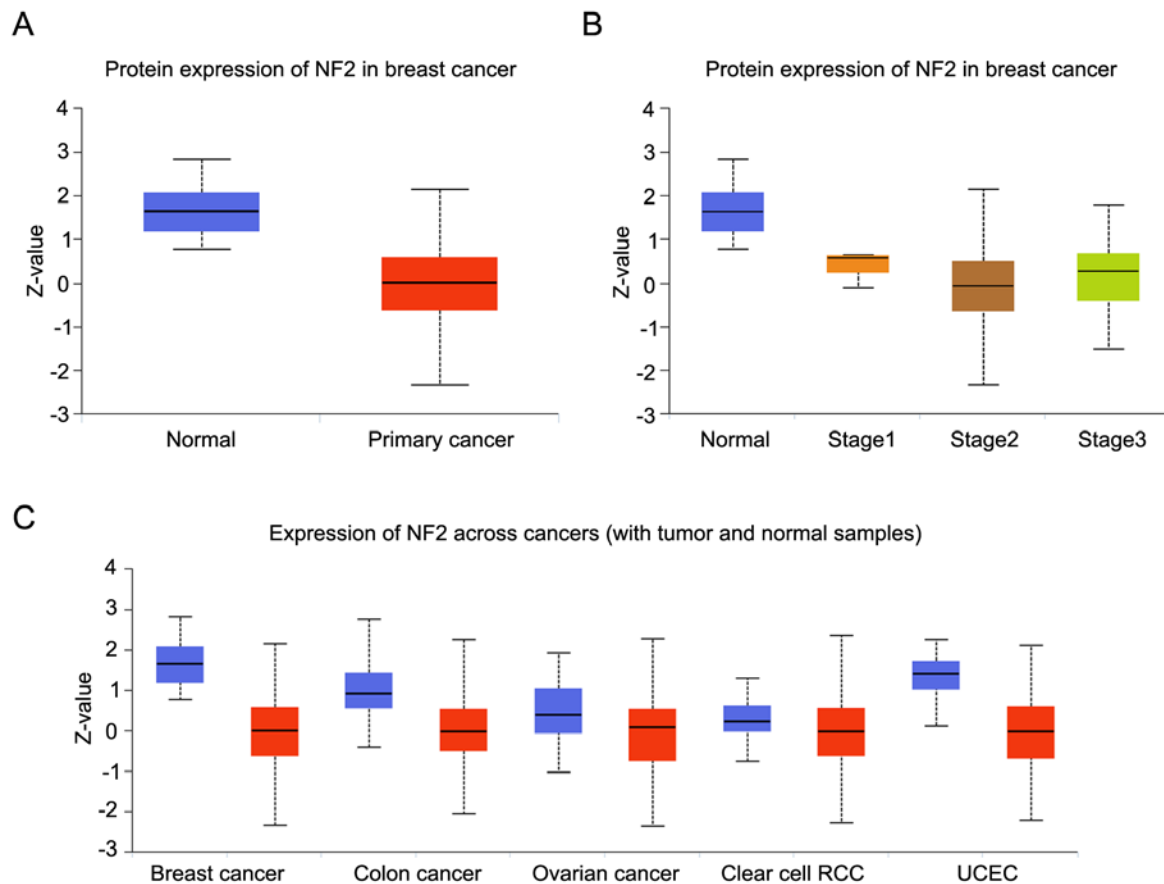 A
Protein expression of NF2 in breast cancer
Z-value
4
3
2
1
0
-1
-2
-3
Normal Primary cancer
B
Protein expression of NF2 in breast cancer
Z-value
4
3
2
1
0
-1
-2
-3
Normal Stage1 Stage2 Stage3
C
Expression of NF2 across cancers (with tumor and normal samples)
Z-value
4
3
2
1
0
-1
-2
-3
Breast cancer Colon cancer Ovarian cancer Clear cell RCC UCEC